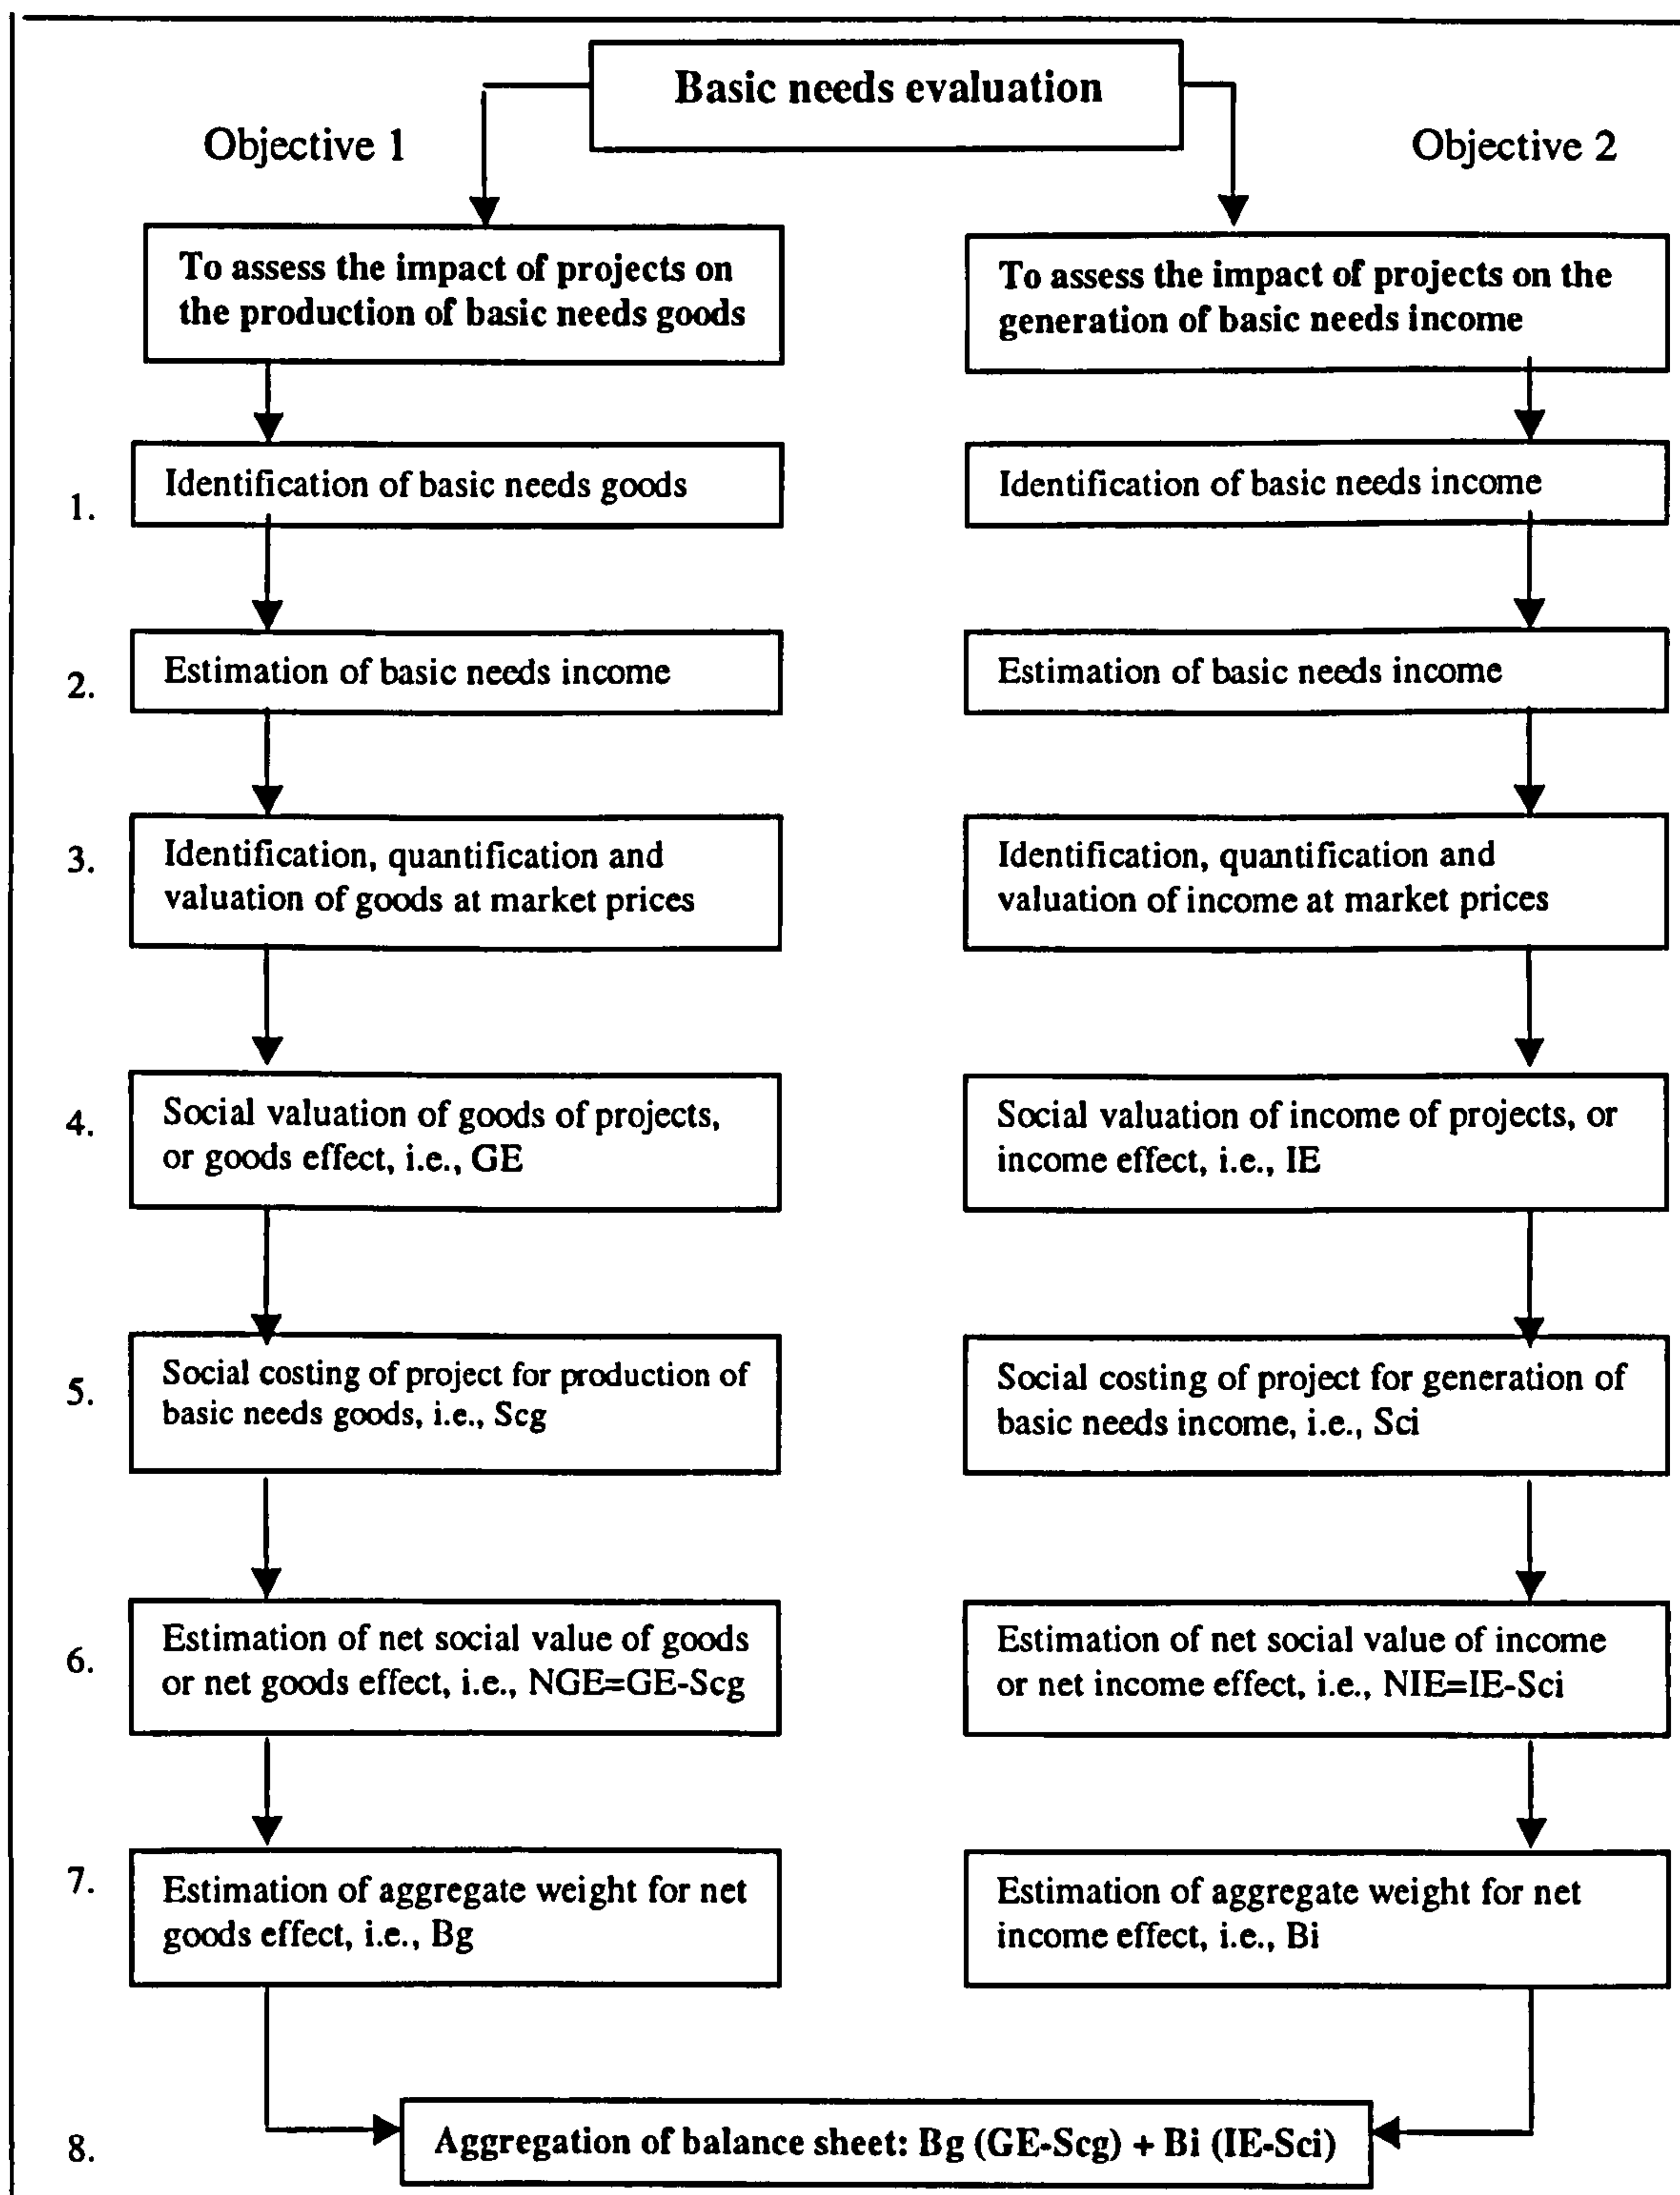 Basic needs evaluation
Objective 1
Objective 2
To assess the impact of projects on
the production of basic needs goods
To assess the impact of projects on the
generation of basic needs income
1.
Identification of basic needs goods
Identification of basic needs income
2.
Estimation of basic needs income
Estimation of basic needs income
3.
Identification, quantification and
valuation of goods at market prices
Identification, quantification and
valuation of income at market prices
4.
Social valuation of goods of projects,
or goods effect, i.e., GE
Social valuation of income of projects, or
income effect, i.e., IE
5.
Social costing of project for production of
basic needs goods, i.e., Scg
Social costing of project for generation of
basic needs income, i.e., Sci
6.
Estimation of net social value of goods
or net goods effect, i.e., NGE=GE-Scg
Estimation of net social value of income
or net income effect, i.e., NIE=IE-Sci
7.
Estimation of aggregate weight for net
goods effect, i.e., Bg
Estimation of aggregate weight for net
income effect, i.e., Bi
8.
Aggregation of balance sheet: Bg (GE-Scg) + Bi (IE-Sci)